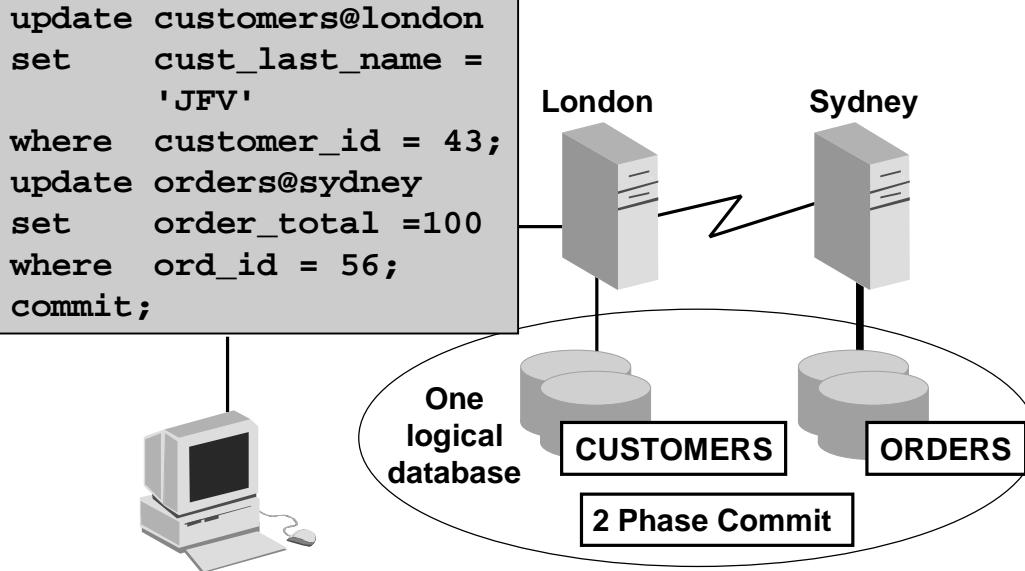 update customers@london
set    cust_last_name =
       'JFV'
where  customer_id = 43;
update orders@sydney
set    order_total =100
where  ord_id = 56;
commit;
London
Sydney
One
logical
database
CUSTOMERS
ORDERS
2 Phase Commit